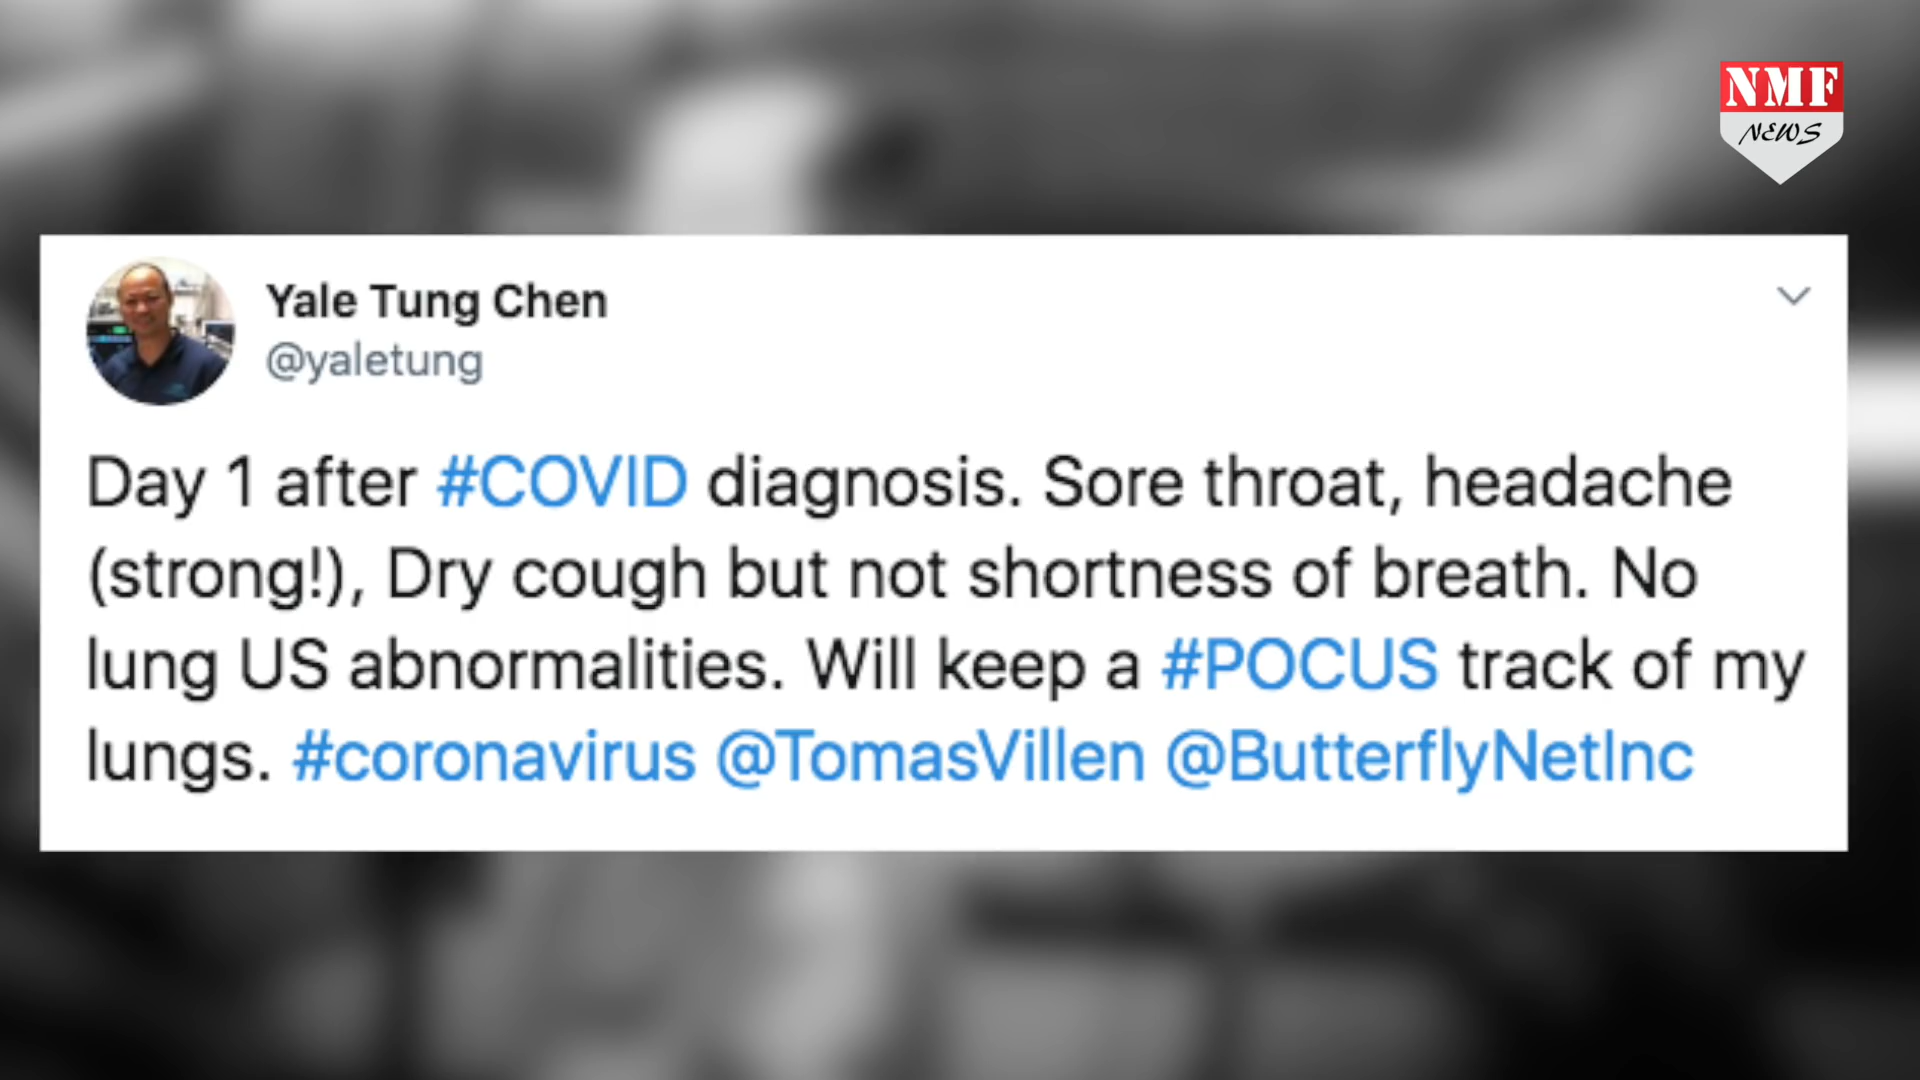 NMF
NEWS
Yale Tung Chen
@yaletung
Day 1 after #COVID diagnosis. Sore throat, headache
(strong!), Dry cough but not shortness of breath. No
lung US abnormalities. Will keep a #POCUS track of my
lungs. #coronavirus @TomasVillen @ButterflyNetInc